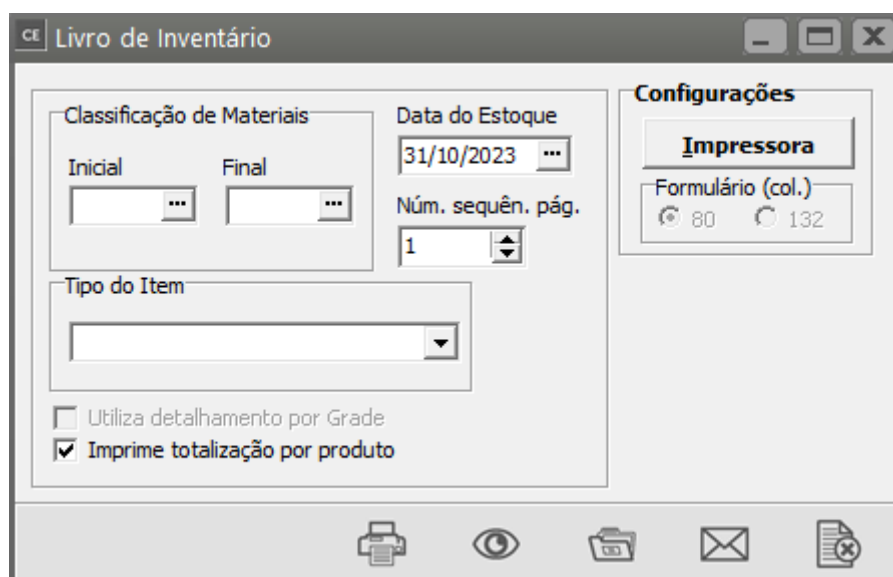 CE Livro de Inventário
Classificação de Materiais
Inicial Final
Data do Estoque
31/10/2023
Núm. sequên. pág.
1
Tipo do Item
Utiliza detalhamento por Grade
Imprime totalização por produto
Configurações
Impressora
Formulário (col.)
80 132